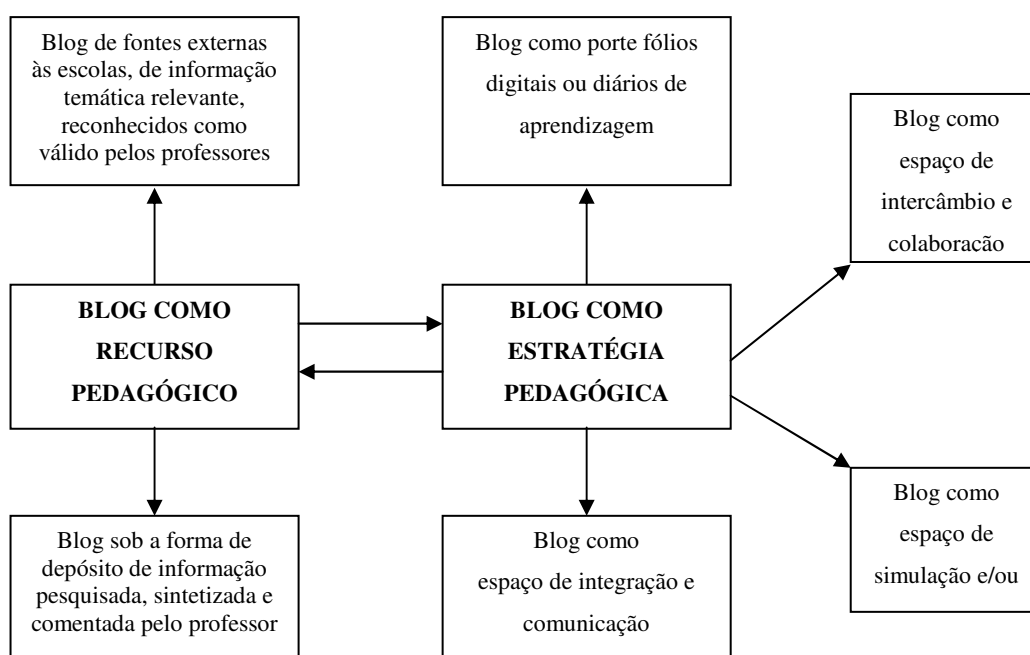 Blog de fontes externas
às escolas, de informação
temática relevante,
reconhecidos como
válido pelos professores
Blog como porte fólios
digitais ou diários de
aprendizagem
Blog como
espaço de
intercâmbio e
colaboração
BLOG COMO
RECURSO
PEDAGÓGICO
BLOG COMO
ESTRATÉGIA
PEDAGÓGICA
Blog sob a forma de
depósito de informação
pesquisada, sintetizada e
comentada pelo professor
Blog como
espaço de integração e
comunicação
Blog como
espaço de
simulação e/ou